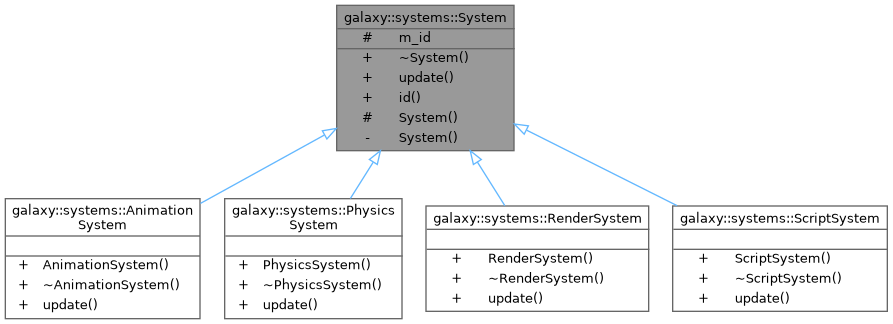 galaxy::systems::System
# m_id
+ ~System()
+ update()
+ id()
# System()
- System()
galaxy::systems::Animation
System
+ AnimationSystem()
+ ~AnimationSystem()
+ update()
galaxy::systems::Physics
System
+ PhysicsSystem()
+ ~PhysicsSystem()
+ update()
galaxy::systems::RenderSystem
+ RenderSystem()
+ ~RenderSystem()
+ update()
galaxy::systems::ScriptSystem
+ ScriptSystem()
+ ~ScriptSystem()
+ update()